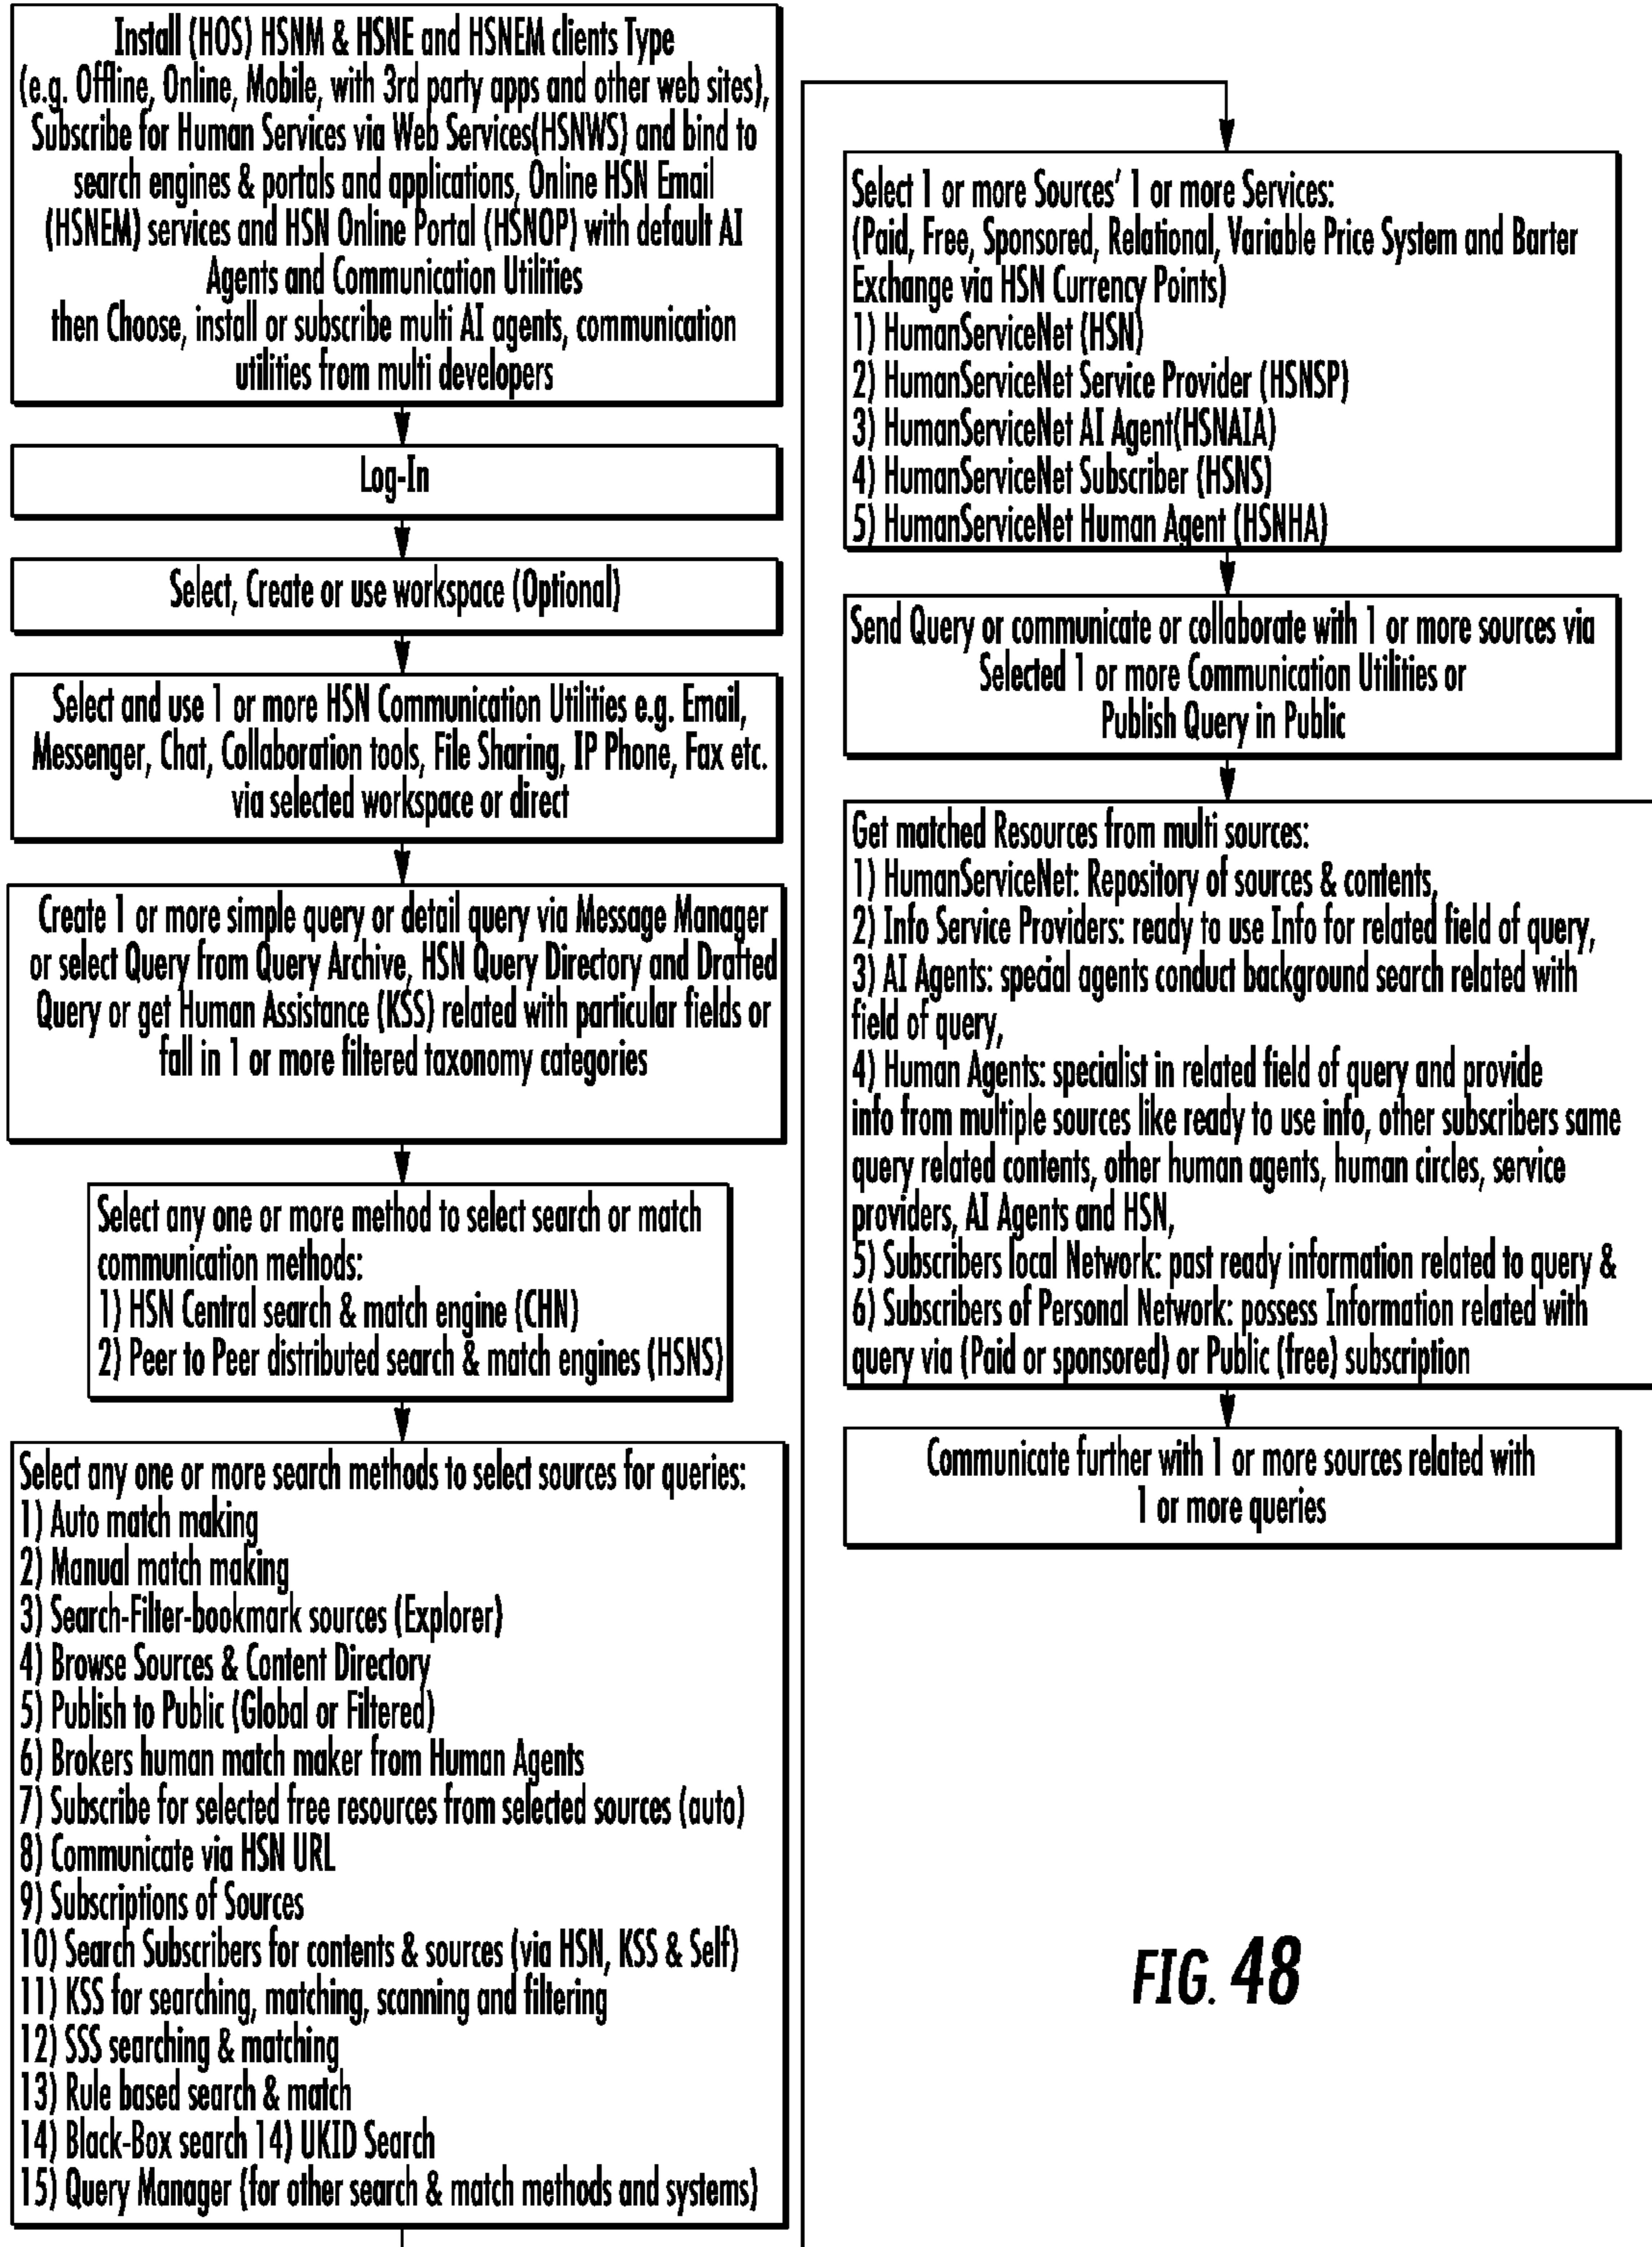 Install (HOS) HSNM & HSNE and HSNEM clients Type
(e.g. Offline, Online, Mobile, with 3rd party apps and other web sites),
Subscribe for Human Services via Web Services(HSNWS) and bind to
search engines & portals and applications, Online HSN Email
(HSNEM) services and HSN Online Portal (HSNOP) with default AI
Agents and Communication Utilities
then Choose, install or subscribe multi AI agents, communication
utilities from multi developers
Log-In
Select, Create or use workspace (Optional)
Select and use 1 or more HSN Communication Utilities e.g. Email,
Messenger, Chat, Collaboration tools, File Sharing, IP Phone, Fax etc.
via selected workspace or direct
Create 1 or more simple query or detail query via Message Manager
or select Query from Query Archive, HSN Query Directory and Drafted
Query or get Human Assistance (KSS) related with particular fields or
fall in 1 or more filtered taxonomy categories
Select any one or more method to select search or match
communication methods:
1) HSN Central search & match engine (CHN)
2) Peer to Peer distributed search & match engines (HSNS)
Select any one or more search methods to select sources for queries:
1) Auto match making
2) Manual match making
3) Search-Filter-bookmark sources (Explorer)
4) Browse Sources & Content Directory
5) Publish to Public (Global or Filtered)
6) Brokers human match maker from Human Agents
7) Subscribe for selected free resources from selected sources (auto)
8) Communicate via HSN URL
9) Subscriptions of Sources
10) Search Subscribers for contents & sources (via HSN, KSS & Self)
11) KSS for searching, matching, scanning and filtering
12) SSS searching & matching
13) Rule based search & match
14) Black-Box search 14) UKID Search
15) Query Manager (for other search & match methods and systems)
Select 1 or more Sources' 1 or more Services:
(Paid, Free, Sponsored, Relational, Variable Price System and Barter
Exchange via HSN Currency Points)
1) HumanServiceNet (HSN)
2) HumanServiceNet Service Provider (HSNSP)
3) HumanServiceNet AI Agent(HSNAIA)
4) HumanServiceNet Subscriber (HSNS)
5) HumanServiceNet Human Agent (HSNHA)
Send Query or communicate or collaborate with 1 or more sources via
Selected 1 or more Communication Utilities or
Publish Query in Public
Get matched Resources from multi sources:
1) HumanServiceNet: Repository of sources & contents,
2) Info Service Providers: ready to use Info for related field of query,
3) AI Agents: special agents conduct background search related with
field of query,
4) Human Agents: specialist in related field of query and provide
info from multiple sources like ready to use info, other subscribers same
query related contents, other human agents, human circles, service
providers, AI Agents and HSN,
5) Subscribers local Network: past ready information related to query &
6) Subscribers of Personal Network: possess Information related with
query via (Paid or sponsored) or Public (free) subscription
Communicate further with 1 or more sources related with
1 or more queries
FIG. 48